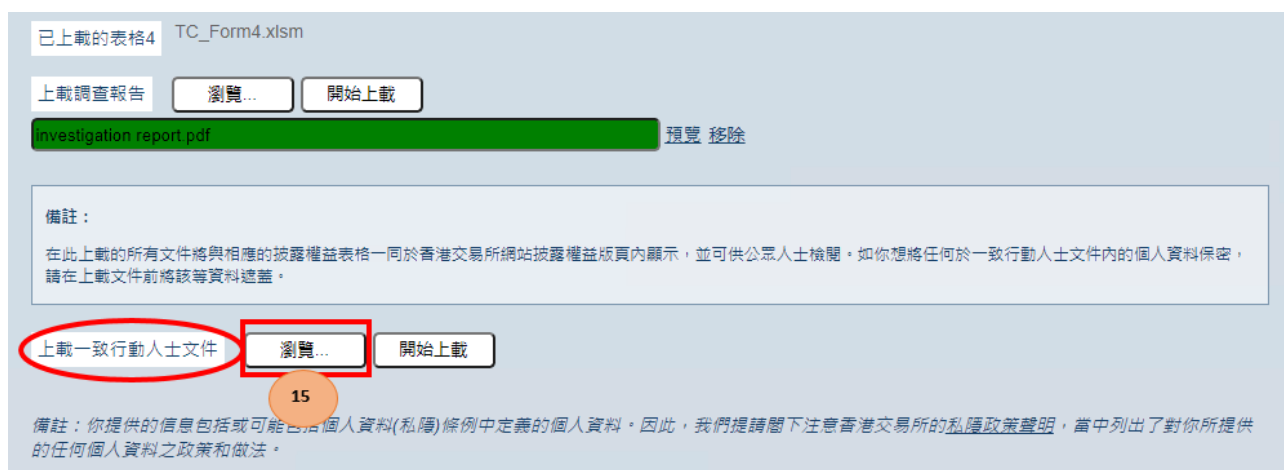 已上載的表格4 TC_Form4.xlsm
上載調查報告 瀏覽... 開始上載
investigation report pdf 預覽 移除
備註：
在此上載的所有文件將與相應的披露權益表格一同於香港交易所網站披露權益版頁內顯示，並可供公眾人士檢閱。如你想將任何於一致行動人士文件內的個人資料保密，
請在上載文件前將該等資料遮蓋。
上載一致行動人士文件 瀏覽... 開始上載
15
備註：你提供的信息包括或可能包括個人資料(私隱)條例中定義的個人資料。因此，我們提請閣下注意香港交易所的私隱政策聲明，當中列出了對你所提供
的任何個人資料之政策和做法。